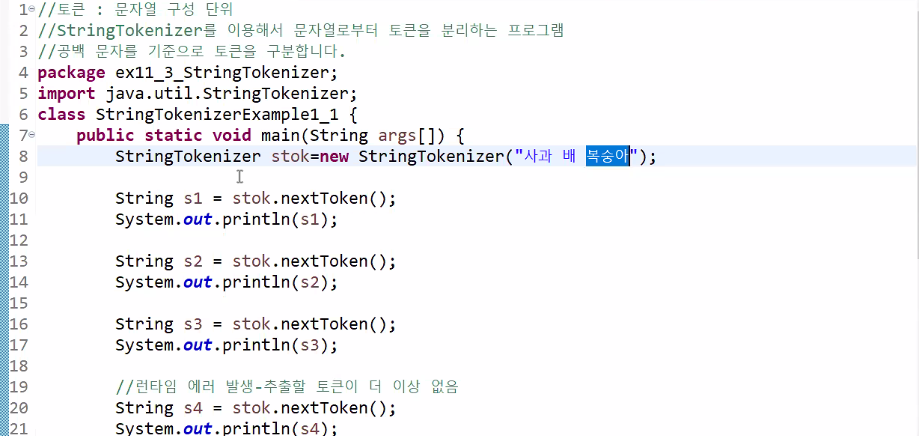 1 //토큰 : 문자열 구성 단위
2 //StringTokenizer를 이용해서 문자열로부터 토큰을 분리하는 프로그램
3 //공백 문자를 기준으로 토큰을 구분합니다.
4 package ex11_3_StringTokenizer;
5 import java.util.StringTokenizer;
6 class StringTokenizerExample1_1 {
7 public static void main(String args[]) {
8 StringTokenizer stok=new StringTokenizer("사과 배 복숭아");
9
10 String s1 = stok.nextToken();
11 System.out.println(s1);
12
13 String s2 = stok.nextToken();
14 System.out.println(s2);
15
16 String s3 = stok.nextToken();
17 System.out.println(s3);
18
19 //런타임 에러 발생-추출할 토큰이 더 이상 없음
20 String s4 = stok.nextToken();
21 System.out.println(s4);